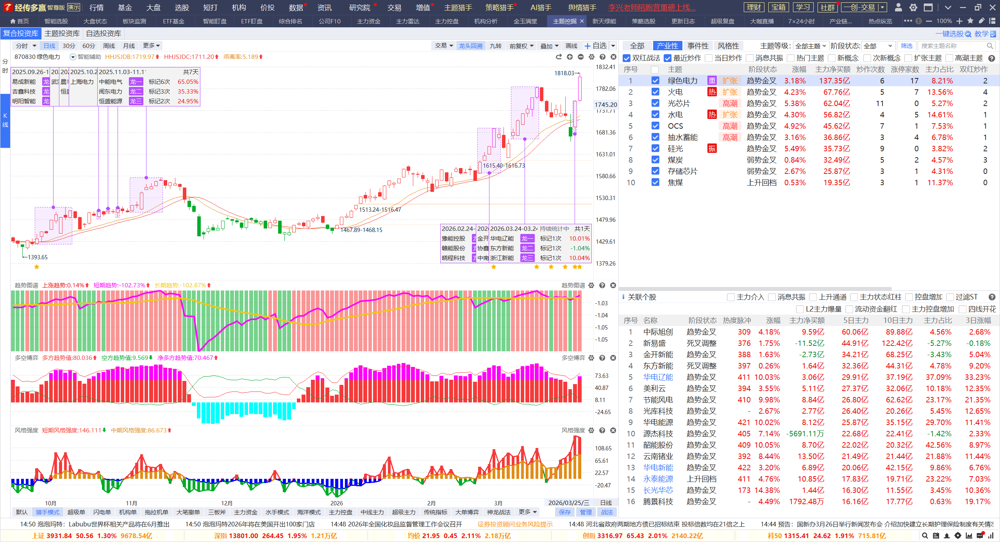 经传多赢 智尊版 演示 行情 基金 大盘 选股 短打 机构 价投 数据 资讯 研究院 交易 增值 主题猎手 策略猎手 AI猎手 舆情猎手 李兴老师陪跑营重磅上线... 理财 宝箱 学习 社群 一创-交易
首页 智能选股 大盘状态 板块监测 ETF基金 智能盯盘 ETF盯盘 综合排名 公司F10 主力资金 主力雷达 主力控盘 机构分析 金玉满堂 主题挖掘 新天绿能 策略选股 更新日志 超级复盘 大咖直播 7×24小时 产业链... 热点纵览 100%
复合投资库 主题投资库 自选投资库 一键选股 教学
分时 K线
分时 日线 30分 60分 周线 月线 更多 交易 龙头回溯 九转 前复权 叠加 画线 自选
870830 绿色电力 智能辅助 HHJSJDB:1719.97 HHJSJDC:1711.20 乖离率:5.189
2025.11.03-11.1 共7天
易成新能 龙 上海电力 中能电气 龙一 标记6次 65.05%
吉鑫科技 龙 闽东电力 龙二 标记3次 35.33%
明阳智能 龙 恒盛能源 龙三 标记2次 24.95%
1818.03
1615.40-1616.73
1513.24-1516.47
1467.89-1468.15
1393.65
1832.41
1782.06
1745.20
1731.71
1681.36
1631.01
1580.66
1530.31
1479.96
1429.61
1379.26
2026.02.24- 2026.03.24-03.24 持续统计中 共1天
豫能控股 金开 华电辽能 龙一 标记1次 10.01%
赣能股份 协鑫 东方新能 龙二 标记1次 -1.04%
晓程科技 中南 浙江新能 龙三 标记1次 10.04%
趋势图谱 上涨趋势:0.14% 短期趋势:-102.73% 长期趋势:-102.87% 趋势图谱
-1.03
-1.04
-1.05
-1.05
多空博弈 多方趋势值:80.036 空方趋势值:9.569 净多方趋势值:70.467 多空博弈
73.63
40.87
8.11
-24.65
风格强度 短期风格强度:146.111 中期风格强度:86.673 风格强度
108.65
65.61
22.57
-20.47
10月 11月 12月 2026 2月 3月 2026/03/25/三 日线
默认 猎手模式 超级单 闪电单 机构单 拖拉机单 大笔撤单 三板斧 主力资金 水手模式 海洋模式 主力控盘 中线主力 超级主力 传统指标 大单博弈 神龙战法 更多 保存 管理 战法
全部 产业性 事件性 风格性 主题等级: 全部主题 阶段状态: 全部 筛选 搜索主题名称
双红战法 最近炒作 当日炒作 消息共振 热门主题 新概念 次新概念 扩张主题 高潮主题
序号 主题 阶段状态 涨幅 主力净买额 炒作次数 涨停家数 主力占比 双红炒作
1 绿色电力 重 扩张 趋势金叉 3.18% 137.35亿 6 17 8.21% 2
2 火电 热 扩张 趋势金叉 4.23% 67.76亿 5 7 13.56% 4
3 光芯片 高潮 趋势金叉 5.38% 62.04亿 11 0 5.27% 2
4 水电 热 扩张 趋势金叉 4.30% 56.82亿 4 5 14.61% 1
5 OCS 高潮 趋势金叉 4.92% 45.62亿 7 1 7.53% 1
6 抽水蓄能 高潮 趋势金叉 3.16% 36.86亿 3 4 6.78% 1
7 硅光 振 趋势金叉 5.49% 35.73亿 9 0 3.82% 2
8 煤炭 弱势金叉 0.84% 32.49亿 5 2 4.57% 3
9 存储芯片 弱势金叉 2.67% 25.87亿 3 1 4.31% 0
10 焦煤 上升回档 0.53% 19.35亿 3 1 11.37% 0
关联个股 主力介入 消息共振 上升通道 主力状态红柱 控盘增加 过滤ST
L2主力爆量 流动资金翻红 主力控盘增加 四线开花
序号 名称 阶段状态 热度脉冲 涨幅 主力净买额 5日主力 10日主力 主力占比 3日涨幅
1 中际旭创 趋势金叉 309 4.18% 9.59亿 60.06亿 89.88亿 4.56% 2.68%
2 新易盛 死叉调整 376 1.75% -11.52亿 44.91亿 122.42亿 -5.27% -0.18%
3 金开新能 趋势金叉 388 1.63% -2.73亿 34.21亿 68.25亿 -3.43% 5.04%
4 东方新能 死叉调整 397 0.26% 1.64亿 32.36亿 44.31亿 4.78% 9.20%
5 华电辽能 趋势金叉 411 10.03% 3.06亿 29.91亿 37.19亿 37.09% 33.23%
6 美利云 趋势金叉 394 3.55% 5.11亿 27.37亿 32.06亿 10.18% 12.35%
7 节能风电 趋势金叉 410 9.98% 8.84亿 26.80亿 62.62亿 23.17% 21.35%
8 光库科技 趋势金叉 - 2.67% 2.77亿 26.40亿 20.26亿 5.45% 12.65%
9 华电能源 趋势金叉 421 10.02% 8.12亿 25.87亿 35.15亿 29.70% 11.41%
10 源杰科技 趋势金叉 405 7.14% -5691.11万 22.68亿 22.41亿 -1.42% 2.33%
11 韶能股份 趋势金叉 409 10.05% 8.70亿 22.02亿 20.32亿 42.56% 8.97%
12 云南锗业 趋势金叉 392 8.44% 13.50亿 21.49亿 21.44亿 21.88% 11.44%
13 华电新能 趋势金叉 422 3.20% 6.89亿 20.06亿 42.15亿 9.86% 6.76%
14 永泰能源 上升回档 411 4.76% 10.85亿 17.83亿 19.71亿 23.22% 7.03%
15 长光华芯 趋势金叉 173 14.38% 1.44亿 16.30亿 11.55亿 3.45% 10.36%
16 腾景科技 趋势金叉 - 4.49% 1792.48万 16.16亿 17.77亿 0.63% 19.17%
14:50 泡泡玛特：Labubu世界杯相关产品将在6月推出 14:50 泡泡玛特2026年将在美国开出100家门店 14:48 2026年全国化妆品监督管理工作会议召开 证券投资顾问业务风险提示 14:48 河北省政府两期地方债已招标结束 投标倍数均在21倍之上 14:44 预告：国新办3月26日举行新闻发布会 介绍加快建立长期护理保险制度有关情况
上证 3931.84 50.56 1.30% 9678.54亿 深指 13801.00 264.45 1.95% 1.21万亿 均价 21.95 0.45 2.11% 2.18万亿 创指 3316.97 65.43 2.01% 2140.22亿 科50 1315.41 24.62 1.91% 715.81亿